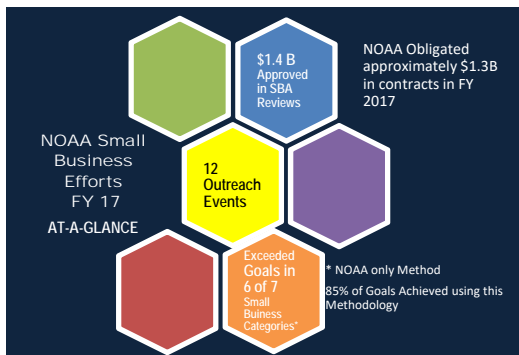 $1.4 B
Approved
in SBA
Reviews
NOAA Obligated
approximately $1.3B
in contracts in FY
2017
NOAA Small
Business
Efforts
FY 17
AT-A-GLANCE
12
Outreach
Events
Exceeded
Goals in
6 of 7
Small
Business
Categories*
* NOAA only Method
85% of Goals Achieved using this
Methodology